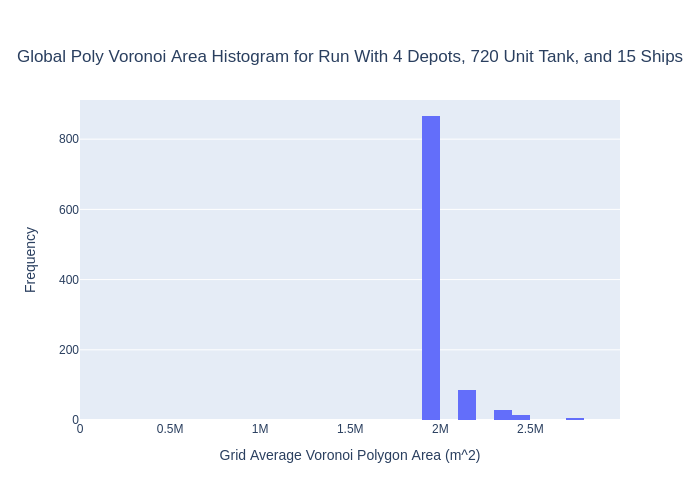 Global Poly Voronoi Area Histogram for Run With 4 Depots, 720 Unit Tank, and 15 Ships
800
600
400
200
0
Frequency
0 0.5M 1M 1.5M 2M 2.5M
Grid Average Voronoi Polygon Area (m^2)